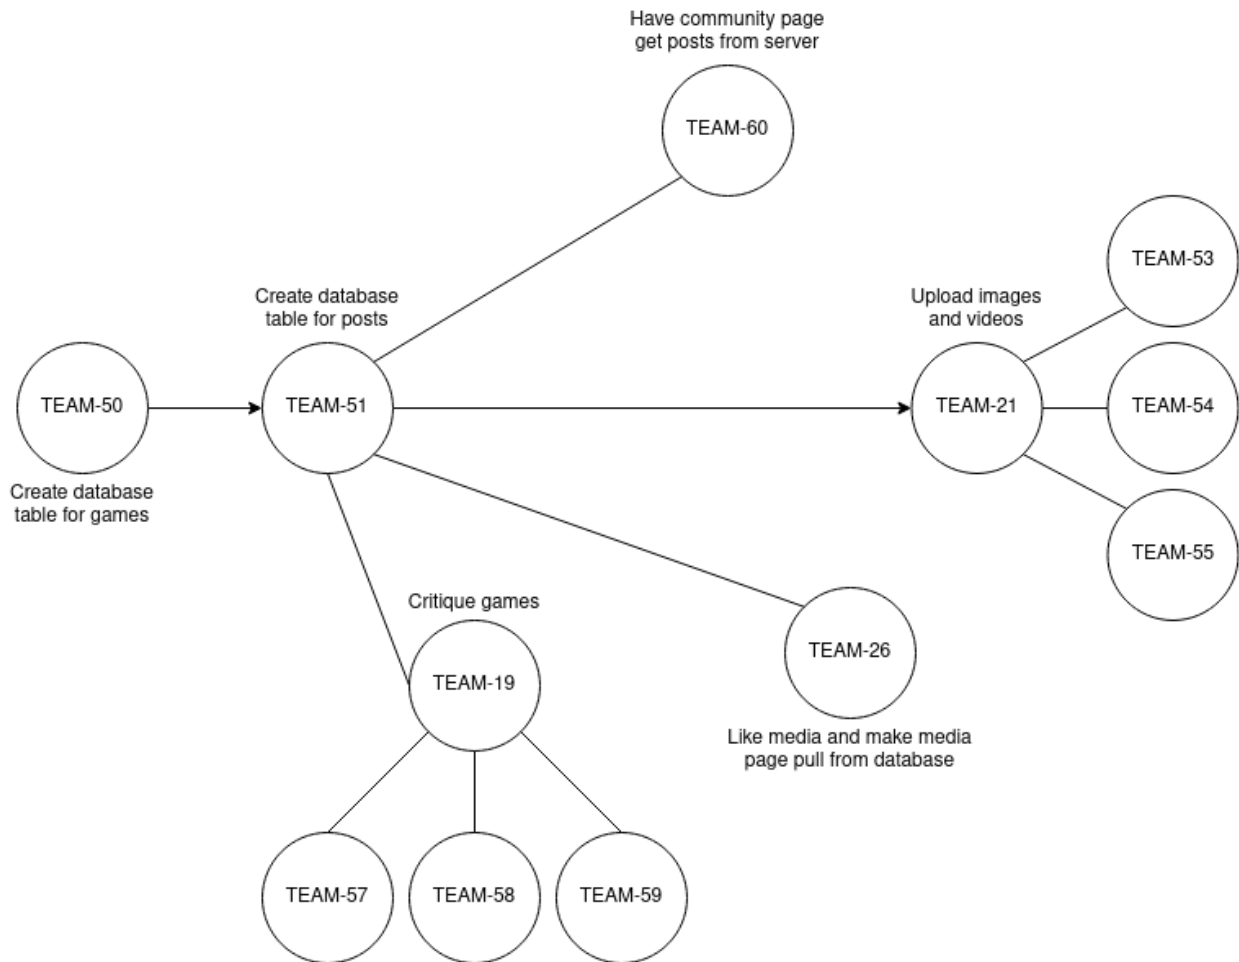 Have community page
get posts from server
TEAM-60
TEAM-53
Create database
table for posts
Upload images
and videos
TEAM-50
TEAM-51
TEAM-21
TEAM-54
Create database
table for games
TEAM-55
Critique games
TEAM-19
TEAM-26
Like media and make media
page pull from database
TEAM-57
TEAM-58
TEAM-59